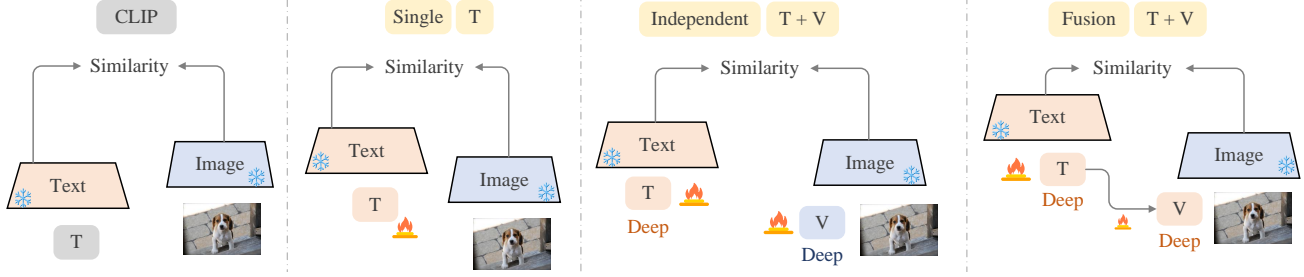 CLIP
Similarity
Text
Image
T
Single T
Similarity
Text
Image
T
Independent T + V
Similarity
Text
Image
T
Deep
V
Deep
Fusion T + V
Similarity
Text
Image
T
Deep
V
Deep